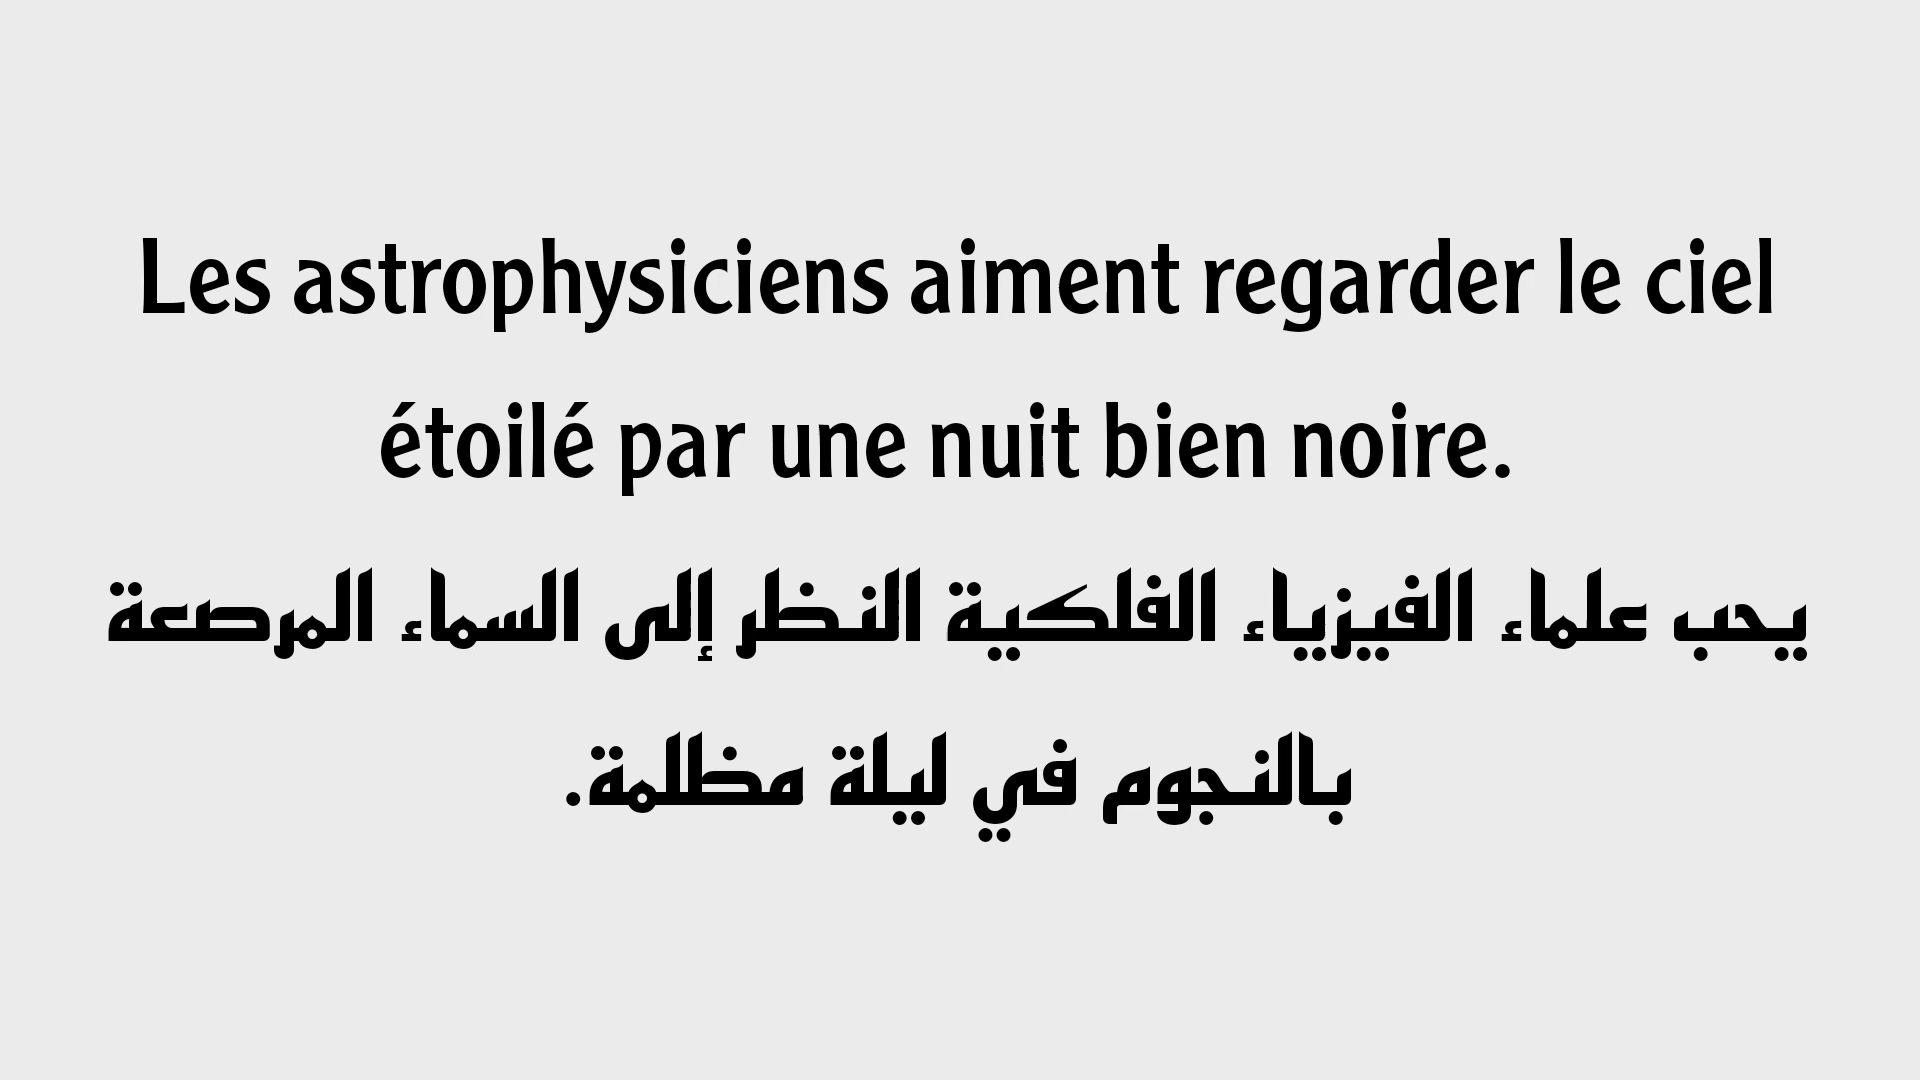 Les astrophysiciens aiment regarder le ciel
étoilé par une nuit bien noire.
يحب علماء الفيزياء الفلكية النظر إلى السماء المرصعة
بالنجوم في ليلة مظلمة.